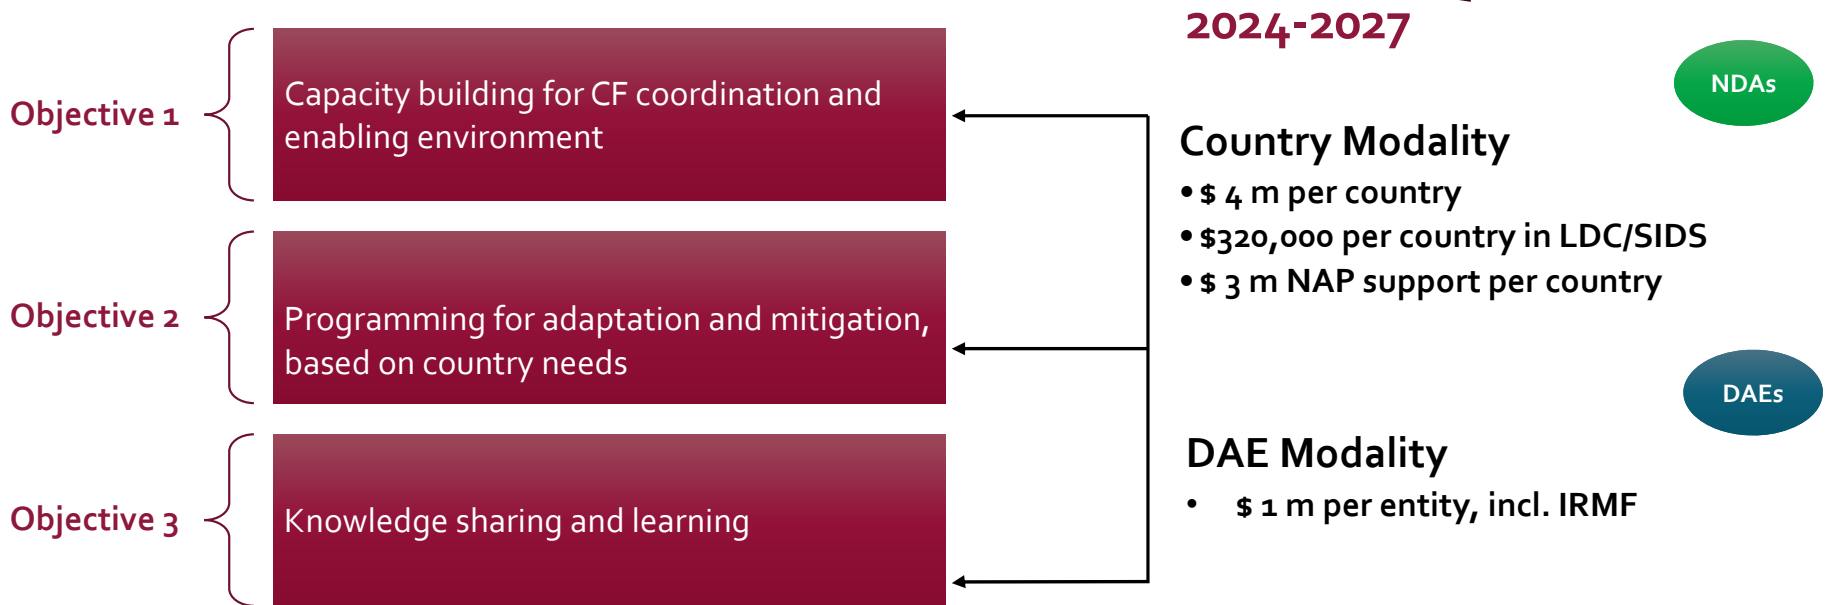 Objective 1
Capacity building for CF coordination and
enabling environment
Objective 2
Programming for adaptation and mitigation,
based on country needs
Objective 3
Knowledge sharing and learning
2024-2027
NDAs
Country Modality
• $ 4 m per country
• $320,000 per country in LDC/SIDS
• $ 3 m NAP support per country
DAEs
DAE Modality
• $ 1 m per entity, incl. IRMF